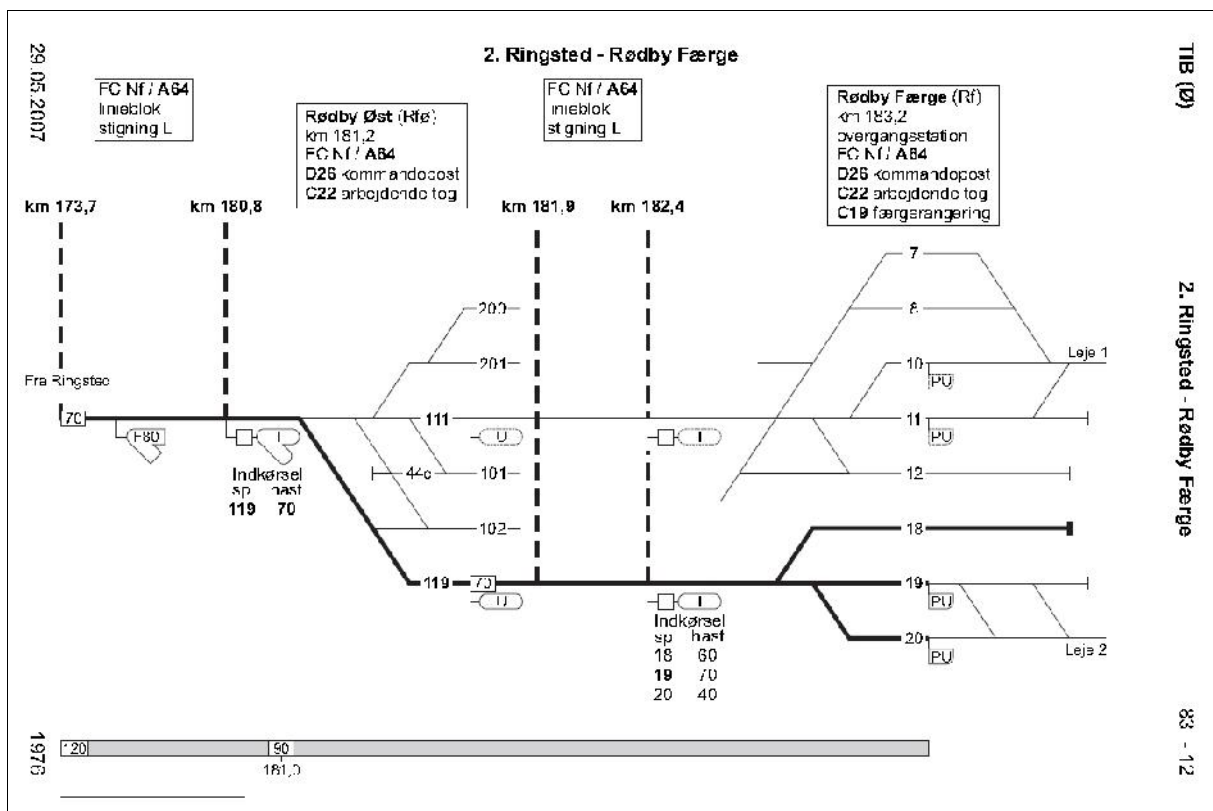 2. Ringsted - Rødby Færge
29.05.2007
TIB (Ø)
FC Nf / A64
linieblok
stigning L
Rødby Øst (Rfø)
km 181,2
FC Nf / A64
D26 kommandopost
C22 arbejdende tog
FC Nf / A64
linieblok
stigning L
Rødby Færge (Rf)
km 183,2
overgangsstation
FC Nf / A64
D26 kommandopost
C22 arbejdende tog
C19 færgerangering
km 173,7
km 180,8
km 181,9
km 182,4
7
200
8
201
10
Leje 1
PU
Fra Ringsted
70
111
11
F80
I
U
I
PU
Indkørsel
sp hast
119 70
44c
101
12
102
18
119
70
19
U
I
PU
Indkørsel
sp hast
18 60
19 70
20 40
20
Leje 2
PU
2. Ringsted - Rødby Færge
120
90
181,0
1976
83 - 12